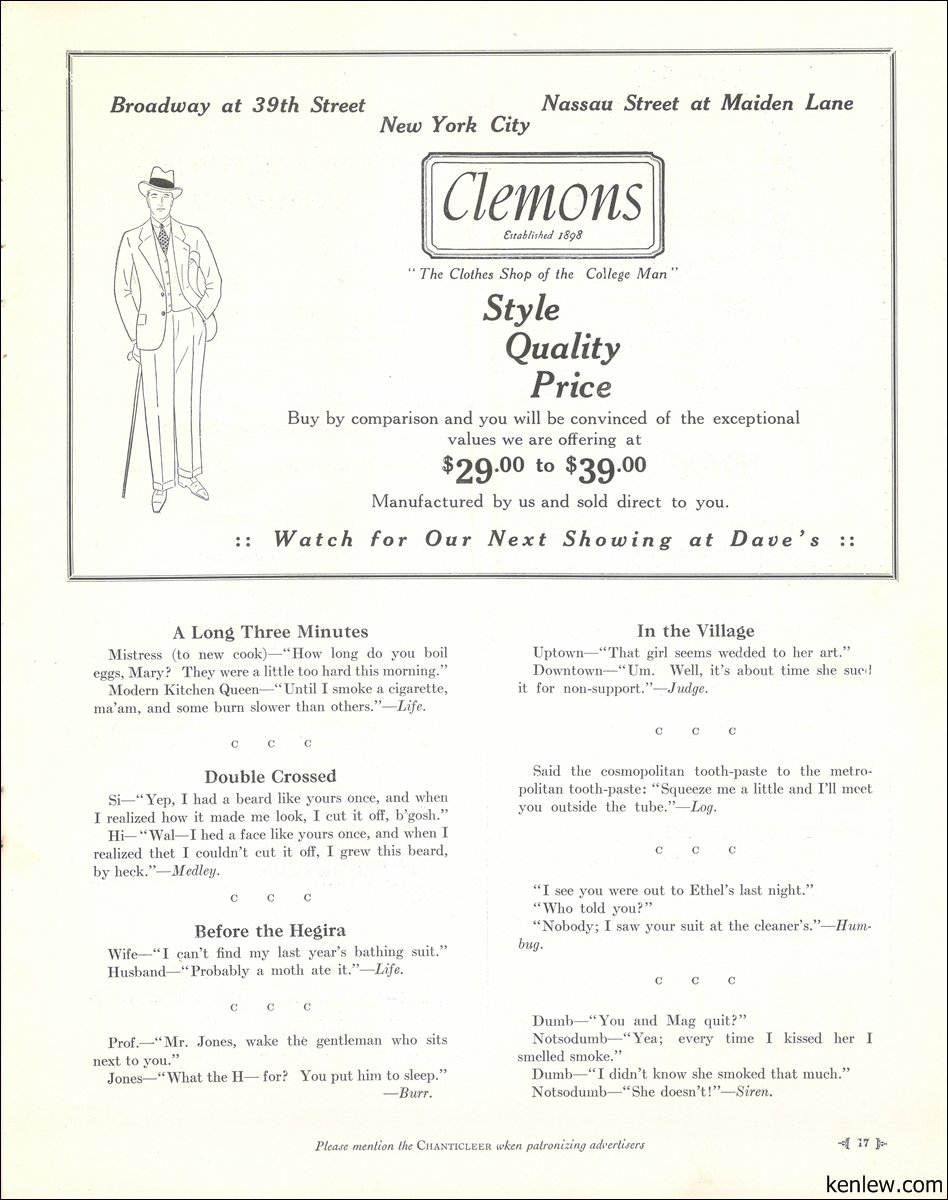 Broadway at 39th Street
Nassau Street at Maiden Lane
New York City
Clemons
Established 1898
"The Clothes Shop of the College Man"
Style
Quality
Price
Buy by comparison and you will be convinced of the exceptional
values we are offering at
$29.00 to $39.00
Manufactured by us and sold direct to you.
:: Watch for Our Next Showing at Dave's ::
A Long Three Minutes
Mistress (to new cook)—"How long do you boil
eggs, Mary? They were a little too hard this morning."
Modern Kitchen Queen—"Until I smoke a cigarette,
ma'am, and some burn slower than others."—Life.
C C C
Double Crossed
Si—"Yep, I had a beard like yours once, and when
I realized how it made me look, I cut it off, b'gosh."
Hi—"Wal—I hed a face like yours once, and when I
realized thet I couldn't cut it off, I grew this beard,
by heck."—Medley.
C C C
Before the Hegira
Wife—"I can't find my last year's bathing suit."
Husband—"Probably a moth ate it."—Life.
C C C
Prof.—"Mr. Jones, wake the gentleman who sits
next to you."
Jones—"What the H— for? You put him to sleep."
—Burr.
In the Village
Uptown—"That girl seems wedded to her art."
Downtown—"Um. Well, it's about time she sued
it for non-support."—Judge.
C C C
Said the cosmopolitan tooth-paste to the metro-
politan tooth-paste: "Squeeze me a little and I'll meet
you outside the tube."—Log.
C C C
"I see you were out to Ethel's last night."
"Who told you?"
"Nobody; I saw your suit at the cleaner's."—Hum-
bug.
C C C
Dumb—"You and Mag quit?"
Notsodumb—"Yea; every time I kissed her I
smelled smoke."
Dumb—"I didn't know she smoked that much."
Notsodumb—"She doesn't!"—Siren.
Please mention the CHANTICLEER wken patronizing advertisers
17
kenlew.com